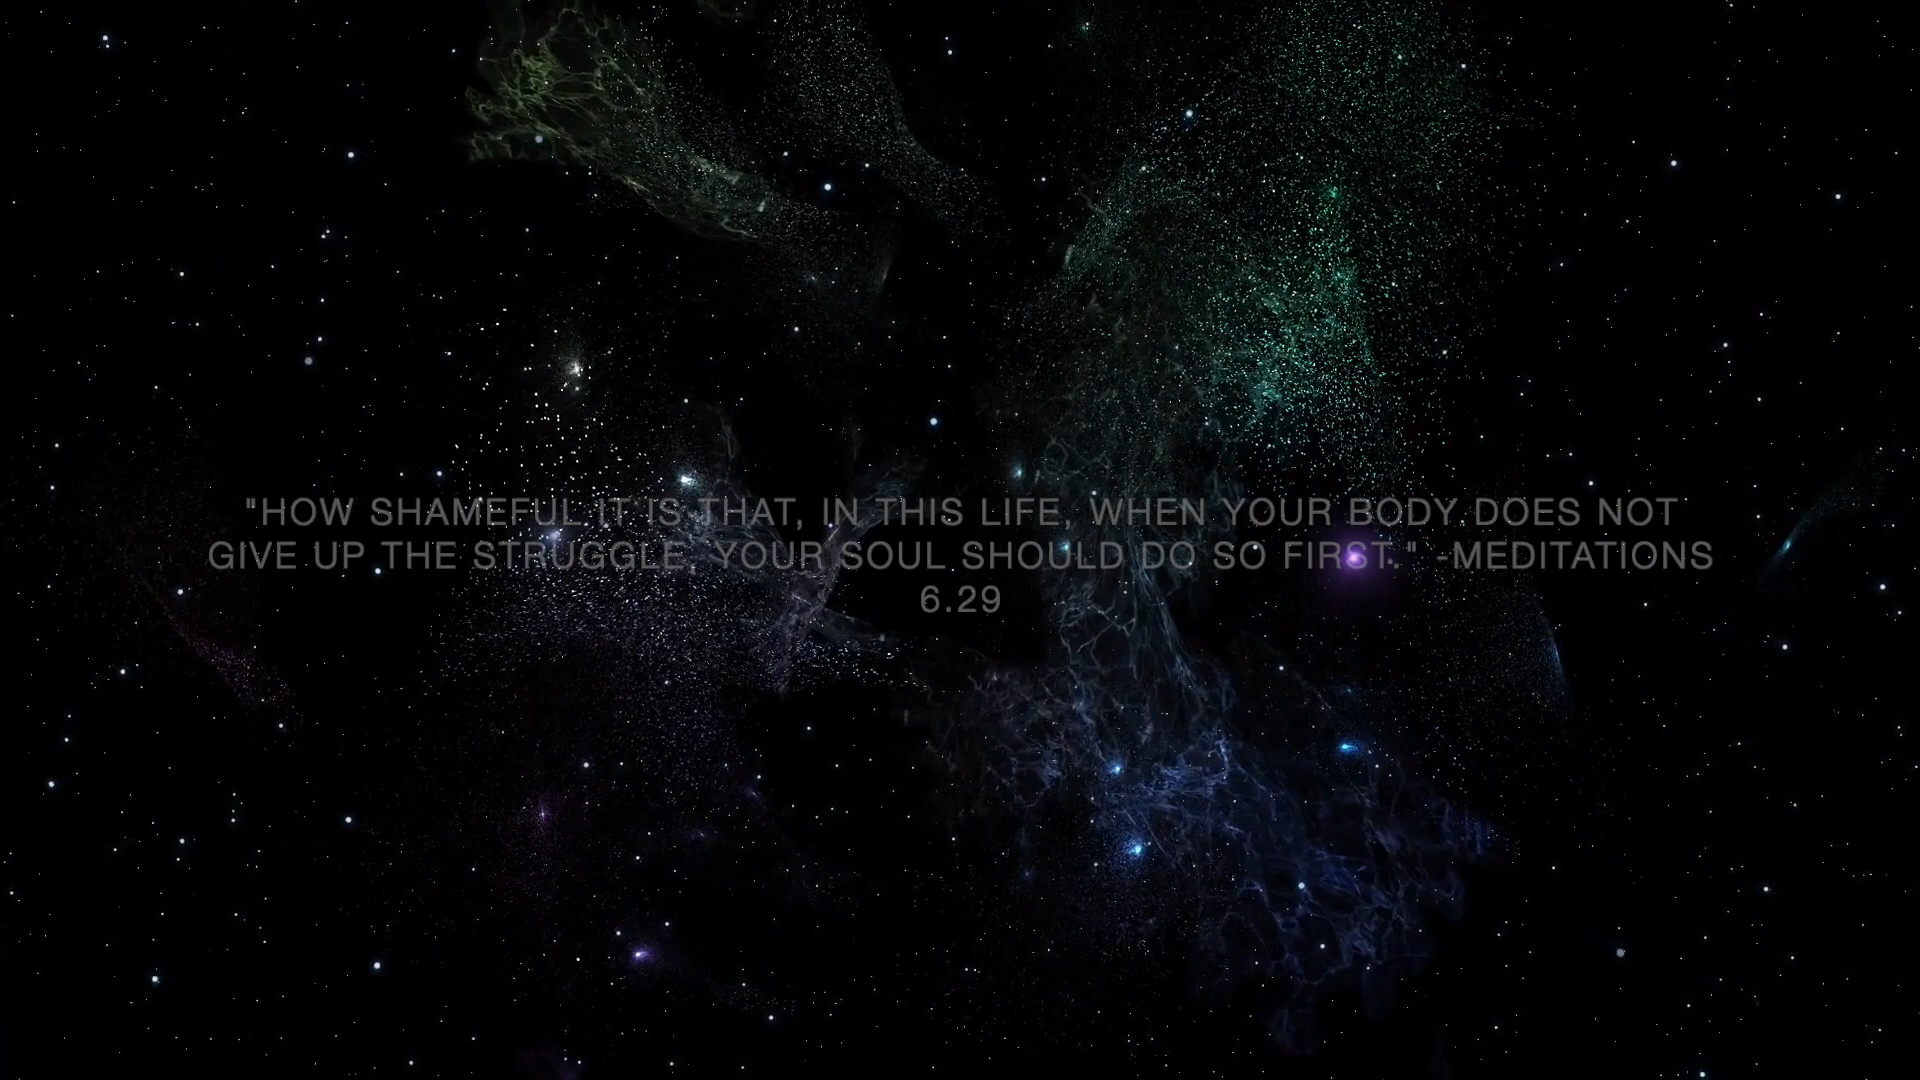 "HOW SHAMEFUL IT IS THAT, IN THIS LIFE, WHEN YOUR BODY DOES NOT
GIVE UP THE STRUGGLE, YOUR SOUL SHOULD DO SO FIRST." -MEDITATIONS
6.29